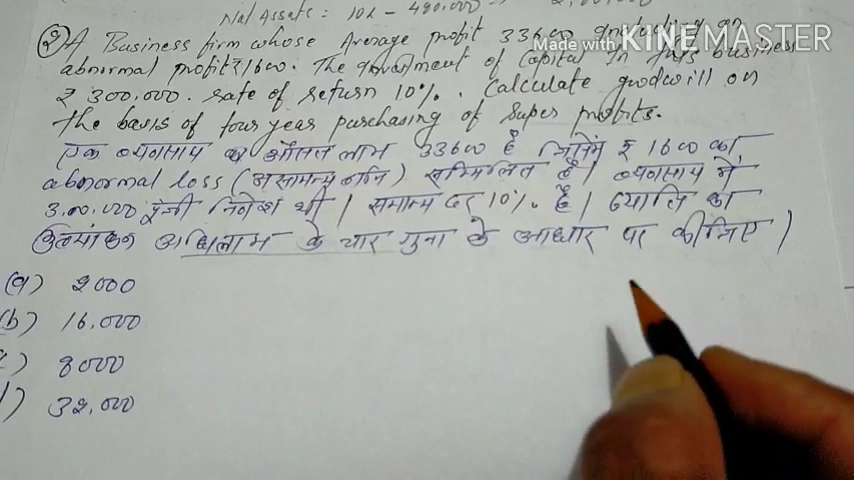 Net Assets = 10% - 480,000
② A Business firm whose Average profit 33600 including an
Made with KINEMASTER
abnormal profit ₹ 1600. The investment of Capital in this business
₹ 300.000. rate of return 10%. Calculate goodwill on
the basis of four year purchasing of super profits.
एक व्यवसाय का औसत लाभ 33600 है जिसमें ₹ 1600 का
abnormal loss (असामान्य हानि) सम्मिलित है। व्यवसाय में
3.00.000 पूँजी निवेश थी। सामान्य दर 10% है। ख्याति का
मूल्यांकन अधिलाभ के चार गुना के आधार पर कीजिए।
(a) 2000
(b) 16.000
) 8000
) 32.000